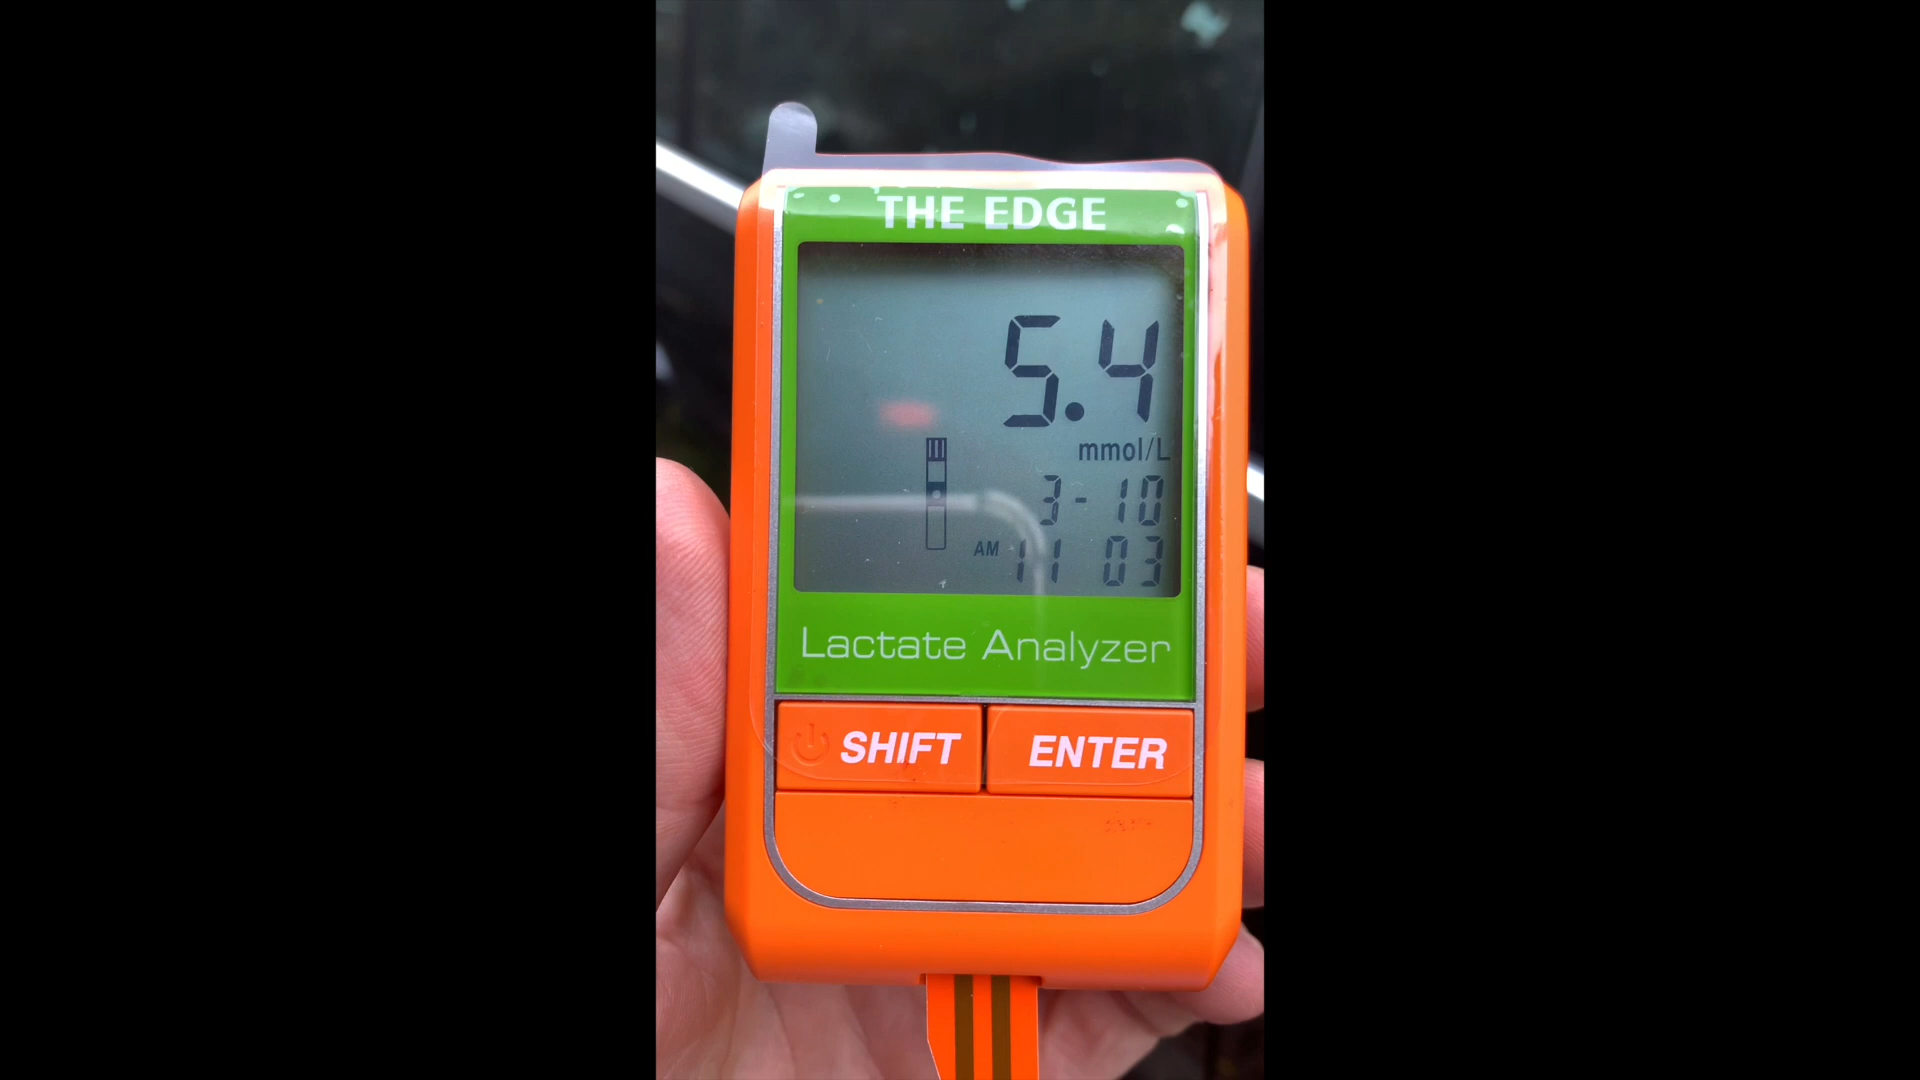 THE EDGE
5.4
mmol/L
3-10
AM 11 03
Lactate Analyzer
SHIFT
ENTER